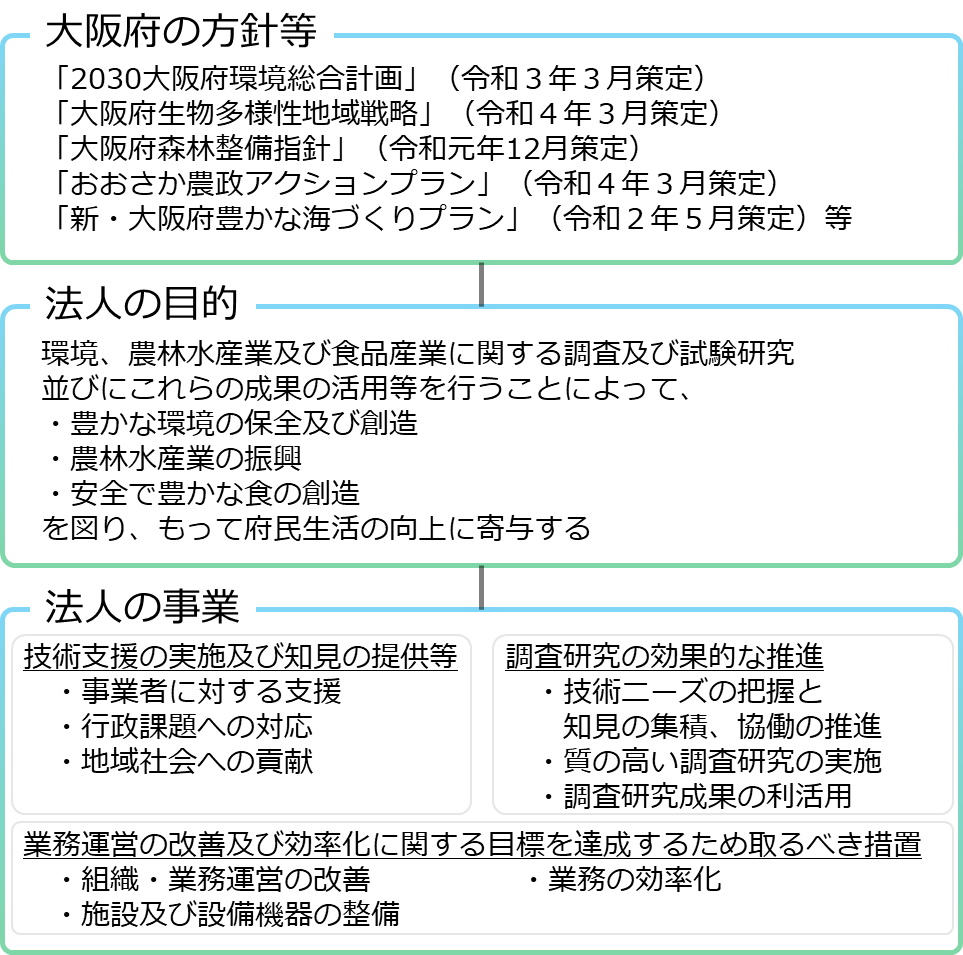 大阪府の方針等
「2030大阪府環境総合計画」（令和３年３月策定）
「大阪府生物多様性地域戦略」（令和４年３月策定）
「大阪府森林整備指針」（令和元年12月策定）
「おおさか農政アクションプラン」（令和４年３月策定）
「新・大阪府豊かな海づくりプラン」（令和２年５月策定）等
法人の目的
環境、農林水産業及び食品産業に関する調査及び試験研究
並びにこれらの成果の活用等を行うことによって、
・豊かな環境の保全及び創造
・農林水産業の振興
・安全で豊かな食の創造
を図り、もって府民生活の向上に寄与する
法人の事業
技術支援の実施及び知見の提供等
・事業者に対する支援
・行政課題への対応
・地域社会への貢献
調査研究の効果的な推進
・技術ニーズの把握と
知見の集積、協働の推進
・質の高い調査研究の実施
・調査研究成果の利活用
業務運営の改善及び効率化に関する目標を達成するため取るべき措置
・組織・業務運営の改善
・業務の効率化
・施設及び設備機器の整備